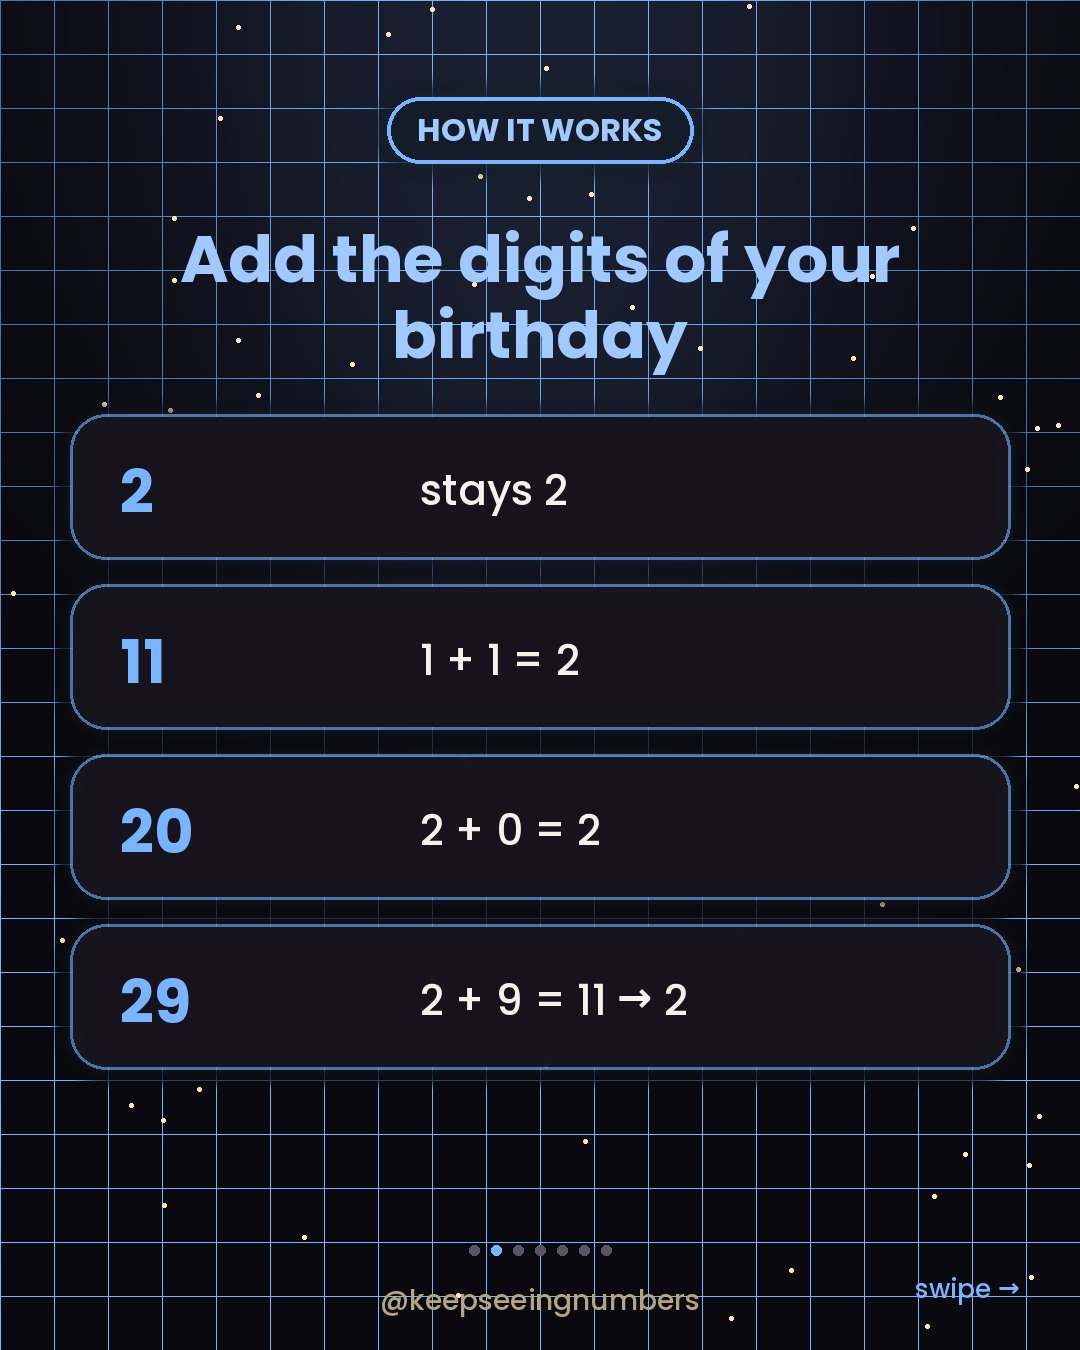 HOW IT WORKS
Add the digits of your
birthday
2 stays 2
11 1 + 1 = 2
20 2 + 0 = 2
29 2 + 9 = 11 → 2
@keepseeingnumbers
swipe →